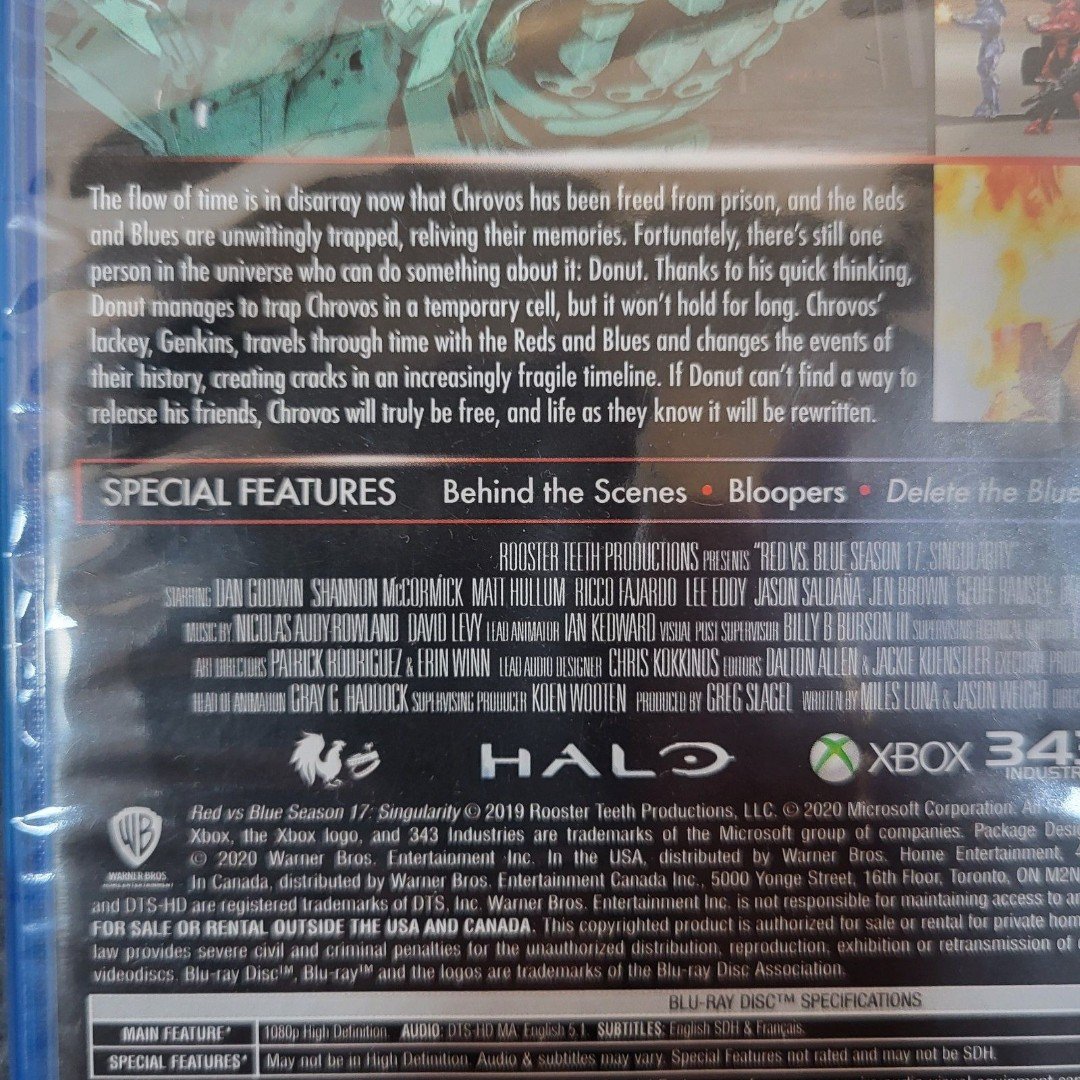 The flow of time is in disarray now that Chrovos has been freed from prison, and the Reds
and Blues are unwittingly trapped, reliving their memories. Fortunately, there's still one
person in the universe who can do something about it: Donut. Thanks to his quick thinking,
Donut manages to trap Chrovos in a temporary cell, but it won't hold for long. Chrovos'
lackey, Genkins, travels through time with the Reds and Blues and changes the events of
their history, creating cracks in an increasingly fragile timeline. If Donut can't find a way to
release his friends, Chrovos will truly be free, and life as they know it will be rewritten.
SPECIAL FEATURES Behind the Scenes • Bloopers • Delete the Blue
ROOSTER TEETH PRODUCTIONS PRESENTS "RED VS. BLUE SEASON 17: SINGULARITY"
STARRING DAN GODWIN SHANNON McCORMICK MATT HULLUM RICCO FAJARDO LEE EDDY JASON SALDAÑA JEN BROWN GEOFF RAMSEY
MUSIC BY NICOLAS AUDY-ROWLAND DAVID LEVY LEAD ANIMATOR IAN KEDWARD VISUAL POST SUPERVISOR BILLY B BURSON III SUPERVISING TECHNICAL
ART DIRECTORS PATRICK RODRIGUEZ & ERIN WINN LEAD AUDIO DESIGNER CHRIS KOKKINOS EDITORS DALTON ALLEN & JACKIE KUENSTLER
HEAD OF ANIMATION GRAY G. HADDOCK SUPERVISING PRODUCER KOEN WOOTEN PRODUCED BY GREG SLAGEL WRITTEN BY MILES LUNA & JASON WEIGHT
HALO XBOX 343
INDUSTR
WB
WARNER BROS.
HOME ENTERTAINMENT
Red vs Blue Season 17: Singularity © 2019 Rooster Teeth Productions, LLC. © 2020 Microsoft Corporation. All
Xbox, the Xbox logo, and 343 Industries are trademarks of the Microsoft group of companies. Package Desi
© 2020 Warner Bros. Entertainment Inc. In the USA, distributed by Warner Bros. Home Entertainment,
In Canada, distributed by Warner Bros. Entertainment Canada Inc., 5000 Yonge Street, 16th Floor, Toronto, ON M2N
and DTS-HD are registered trademarks of DTS, Inc. Warner Bros. Entertainment Inc. is not responsible for maintaining access to
FOR SALE OR RENTAL OUTSIDE THE USA AND CANADA. This copyrighted product is authorized for sale or rental for private
law provides severe civil and criminal penalties for the unauthorized distribution, reproduction, exhibition or retransmission of
videodiscs. Blu-ray Disc™, Blu-ray™ and the logos are trademarks of the Blu-ray Disc Association.
BLU-RAY DISC™ SPECIFICATIONS
MAIN FEATURE* 1080p High Definition. AUDIO: DTS-HD MA: English 5.1 SUBTITLES: English SDH & Français.
SPECIAL FEATURES* May not be in High Definition. Audio & subtitles may vary. Special Features not rated and may not be SDH.